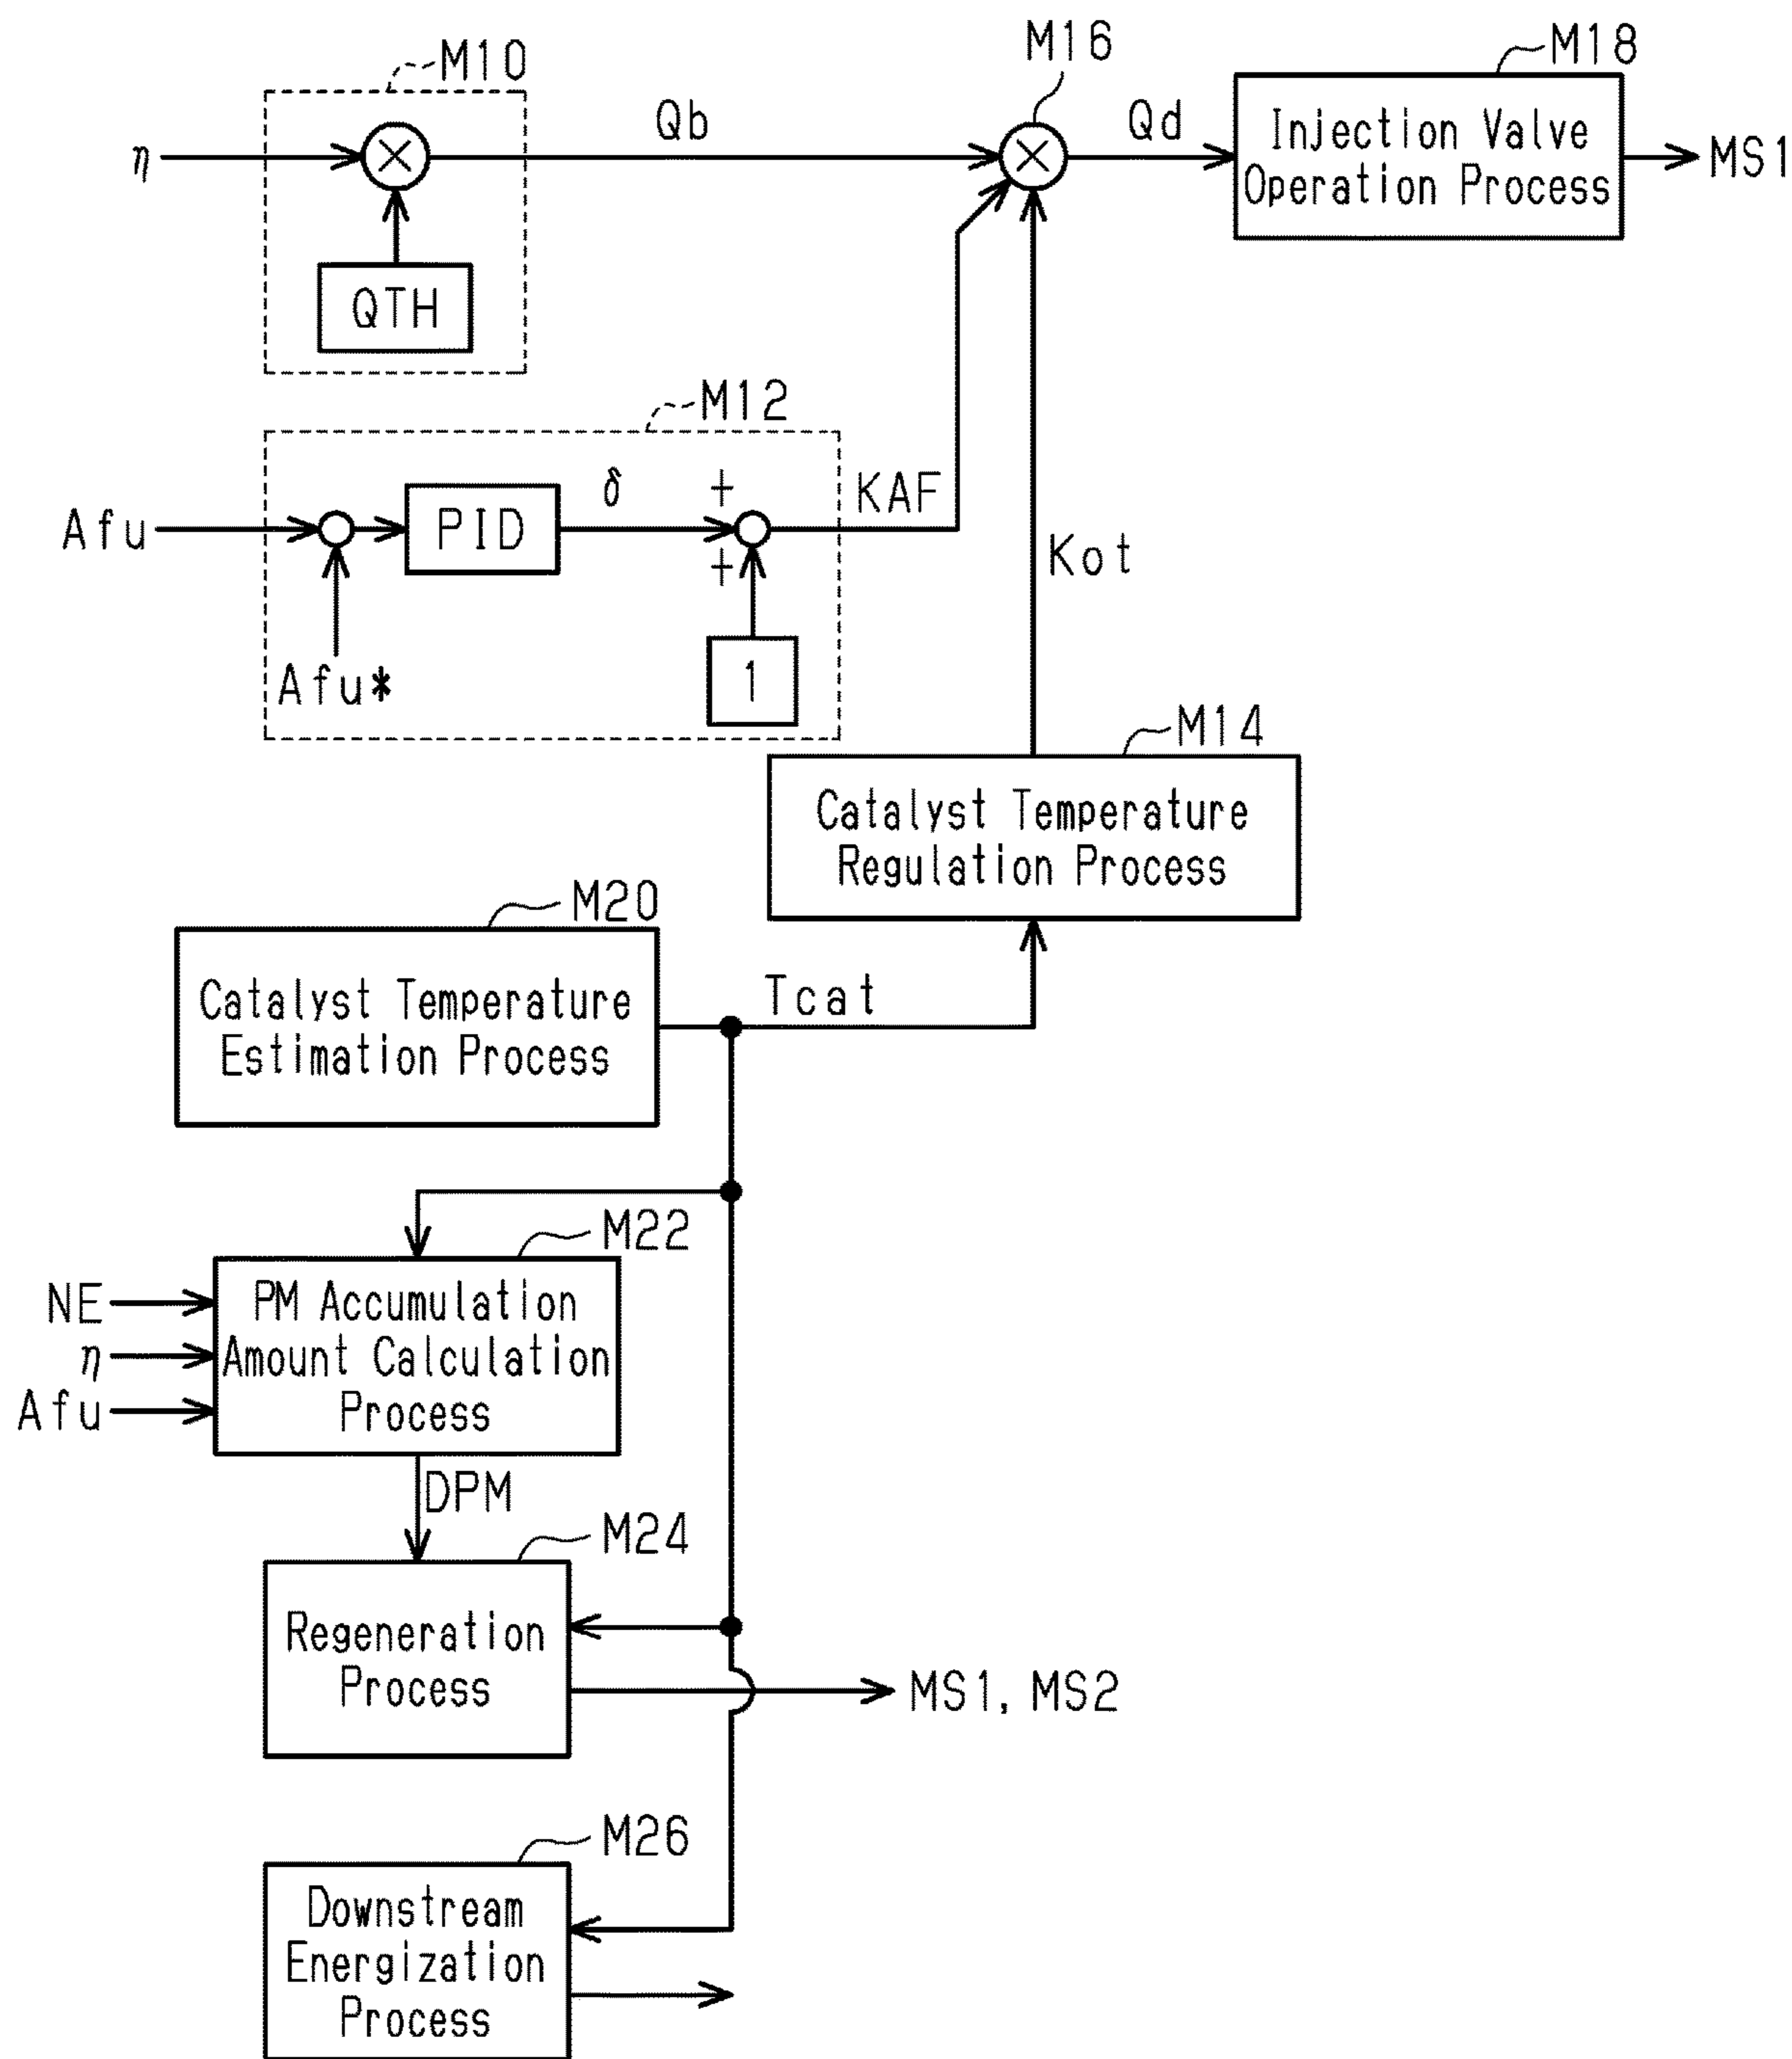 M10
M16
M18
η
Qb
Qd
Injection Valve
Operation Process
MS1
QTH
M12
Afu
PID
δ
+
+
KAF
Kot
Afu*
1
M14
Catalyst Temperature
Regulation Process
M20
Catalyst Temperature
Estimation Process
Tcat
M22
NE
η
Afu
PM Accumulation
Amount Calculation
Process
DPM
M24
Regeneration
Process
MS1, MS2
M26
Downstream
Energization
Process